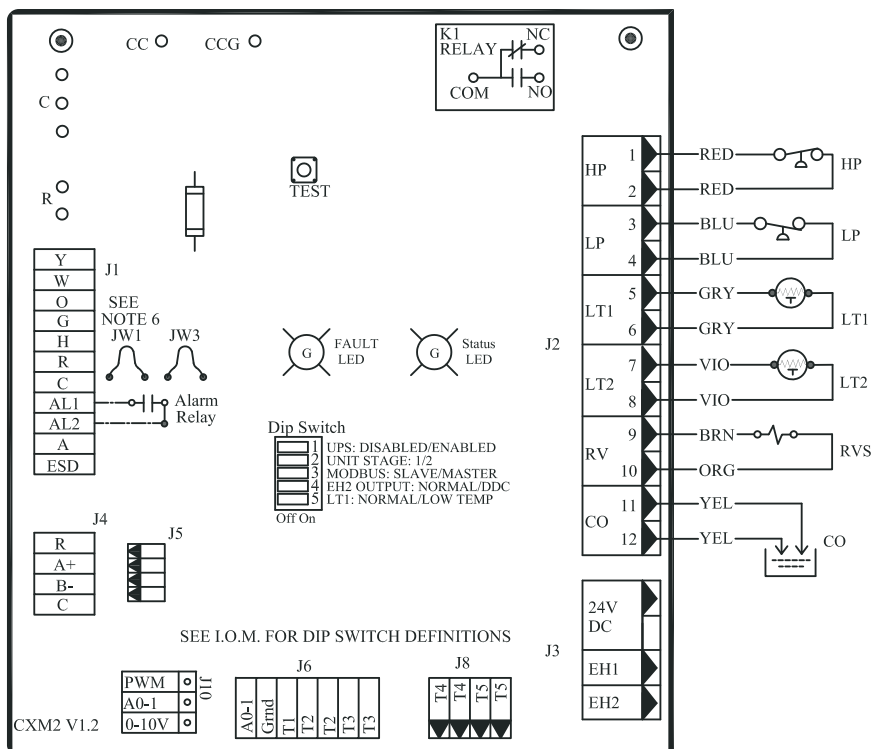 CC
CCG
K1
RELAY
NC
COM
NO
C
R
TEST
Y
W
O
G
H
R
C
AL1
AL2
A
ESD
J1
SEE
NOTE 6
JW1
JW3
Alarm
Relay
G
FAULT
LED
G
Status
LED
J2
Dip Switch
1 UPS: DISABLED/ENABLED
2 UNIT STAGE: 1/2
3 MODBUS: SLAVE/MASTER
4 EH2 OUTPUT: NORMAL/DDC
5 LT1: NORMAL/LOW TEMP
Off On
HP
1
RED
2
RED
HP
LP
3
BLU
4
BLU
LP
LT1
5
GRY
6
GRY
LT1
LT2
7
VIO
8
VIO
LT2
RV
9
BRN
10
ORG
RVS
CO
11
YEL
12
YEL
CO
J4
R
A+
B-
C
J5
SEE I.O.M. FOR DIP SWITCH DEFINITIONS
J3
24V
DC
EH1
EH2
PWM
A0-1
0-10V
J10
J6
A0-1
Grnd
T1
T2
T2
T3
T3
J8
T4
T4
T5
T5
CXM2 V1.2